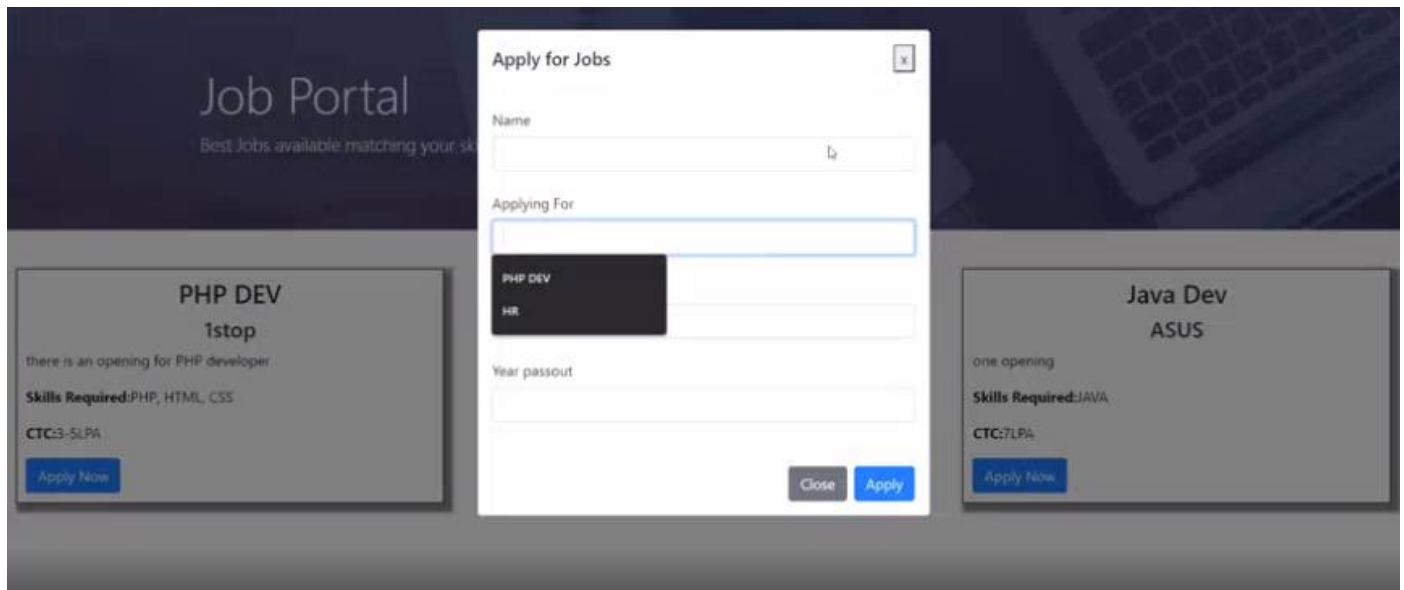 Job Portal
Best Jobs available matching your
Apply for Jobs
x
Name
Applying For
PHP DEV
HR
Year passout
Close
Apply
PHP DEV
1stop
there is an opening for PHP developer
Skills Required:PHP, HTML, CSS
CTC:3-5LPA
Apply Now
Java Dev
ASUS
one opening
Skills Required:JAVA
CTC:7LPA
Apply Now